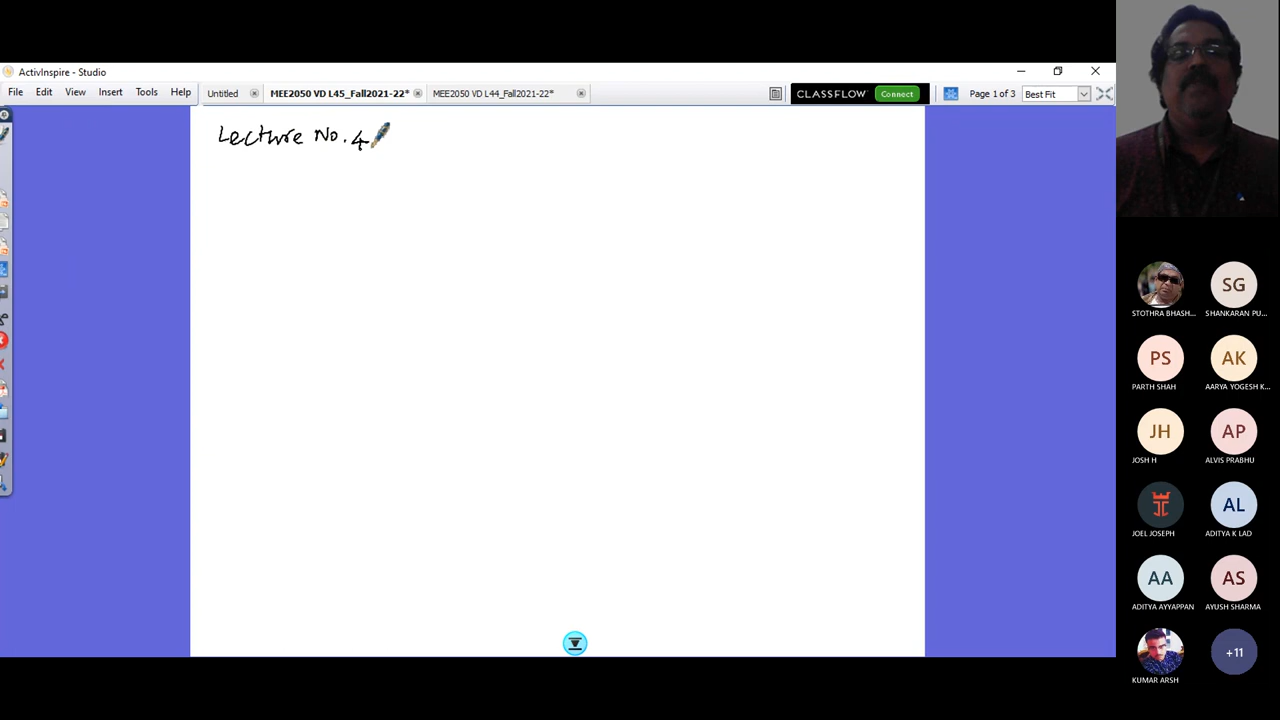 ActivInspire - Studio
File Edit View Insert Tools Help
Untitled
MEE2050 VD L45_Fall2021-22*
MEE2050 VD L44_Fall2021-22*
CLASSFLOW Connect
Page 1 of 3
Best Fit
Lecture No. 4
STOTHRA BHASH...
SG
SHANKARAN PU...
PS
PARTH SHAH
AK
AARYA YOGESH K...
JH
JOSH H
AP
ALVIS PRABHU
JOEL JOSEPH
AL
ADITYA K LAD
AA
ADITYA AYYAPPAN
AS
AYUSH SHARMA
KUMAR ARSH
+11